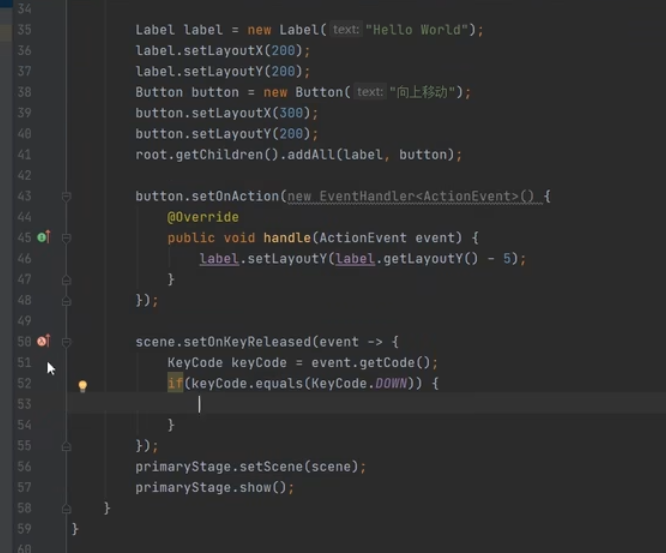 34
35 Label label = new Label( text: "Hello World");
36 label.setLayoutX(200);
37 label.setLayoutY(200);
38 Button button = new Button( text: "向上移动");
39 button.setLayoutX(300);
40 button.setLayoutY(200);
41 root.getChildren().addAll(label, button);
42
43 button.setOnAction(new EventHandler<ActionEvent>() {
44 @Override
45 public void handle(ActionEvent event) {
46 label.setLayoutY(label.getLayoutY() - 5);
47 }
48 });
49
50 scene.setOnKeyReleased(event -> {
51 KeyCode keyCode = event.getCode();
52 if(keyCode.equals(KeyCode.DOWN)) {
53
54 }
55 });
56 primaryStage.setScene(scene);
57 primaryStage.show();
58 }
59 }
60